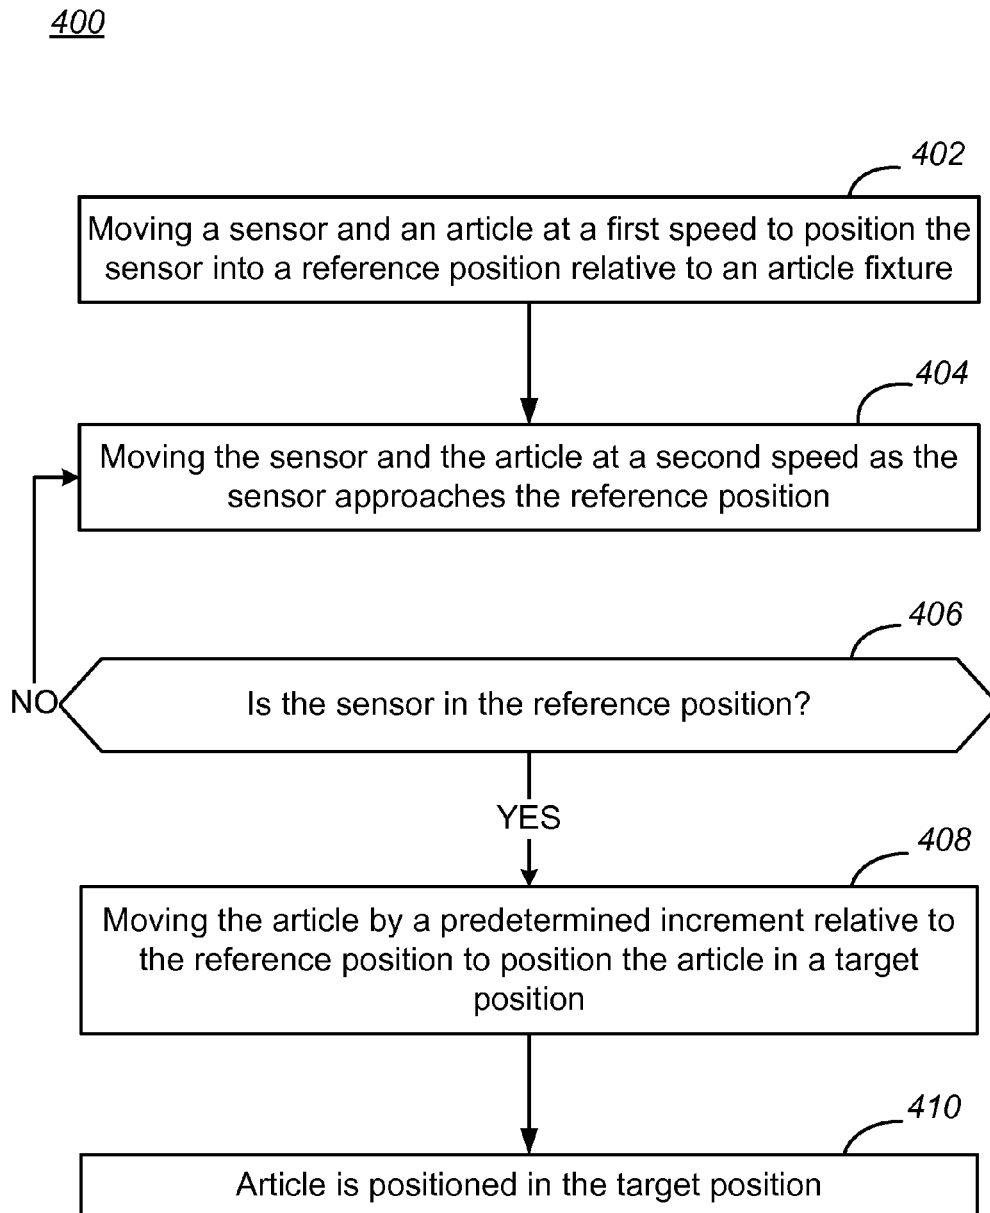 400
402
Moving a sensor and an article at a first speed to position the
sensor into a reference position relative to an article fixture
404
Moving the sensor and the article at a second speed as the
sensor approaches the reference position
406
NO
Is the sensor in the reference position?
YES
408
Moving the article by a predetermined increment relative to
the reference position to position the article in a target
position
410
Article is positioned in the target position